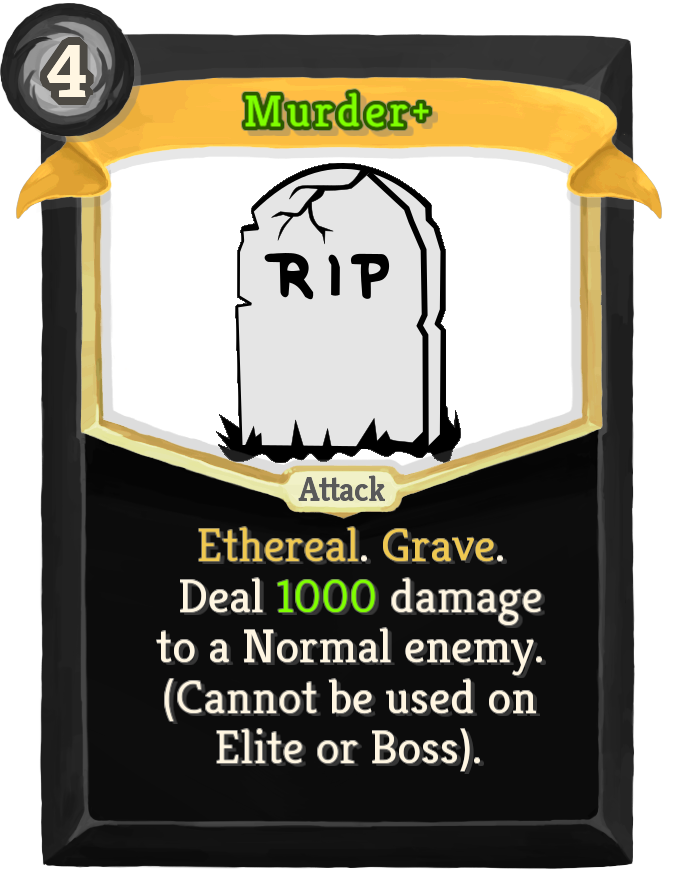 4
Murder+
RIP
Attack
Ethereal. Grave.
Deal 1000 damage
to a Normal enemy.
(Cannot be used on
Elite or Boss).